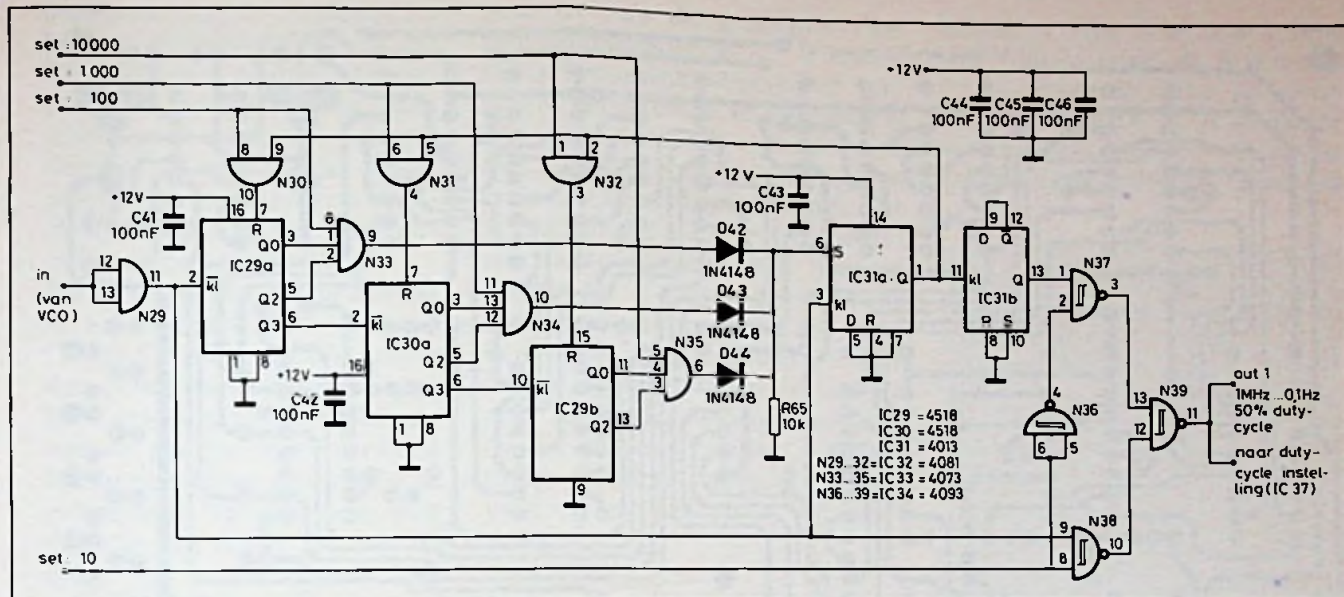 set : 10000
set : 1000
set : 100
+12V
C44
100nF
C45
100nF
C46
100nF
8
9
N30
10
6
5
N31
4
1
2
N32
3
+12V
C41
100nF
16
7
R
Q0
3
Q2
5
Q3
6
IC29a
2
kl
1
8
in
(van
VCO)
12
13
11
N29
8
1
2
9
N33
7
R
Q0
3
Q2
5
Q3
6
IC30a
2
kl
16
1
8
+12V
C42
100nF
11
13
12
10
N34
15
R
Q0
11
Q2
13
IC29b
10
kl
9
5
4
3
6
N35
D42
1N4148
D43
1N4148
D44
1N4148
R65
10k
+12V
C43
100nF
14
6
S
IC31a
Q
1
3
kl
D
R
5
4
7
9
12
D
Q
11
kl
Q
13
IC31b
R
S
8
10
N37
1
2
3
4
N36
6
5
13
12
11
N39
9
8
10
N38
IC29 = 4518
IC30 = 4518
IC31 = 4013
N29...32=IC32 = 4081
N33...35=IC33 = 4073
N36...39=IC34 = 4093
out 1
1MHz...0,1Hz
50% duty-
cycle
naar duty-
cycle instel-
ling (IC 37)
set : 10